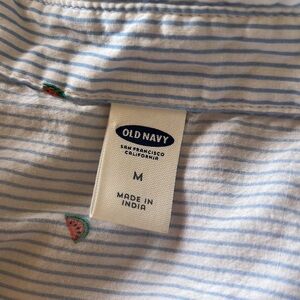 OLD NAVY
SAN FRANCISCO
CALIFORNIA
M
MADE IN
INDIA